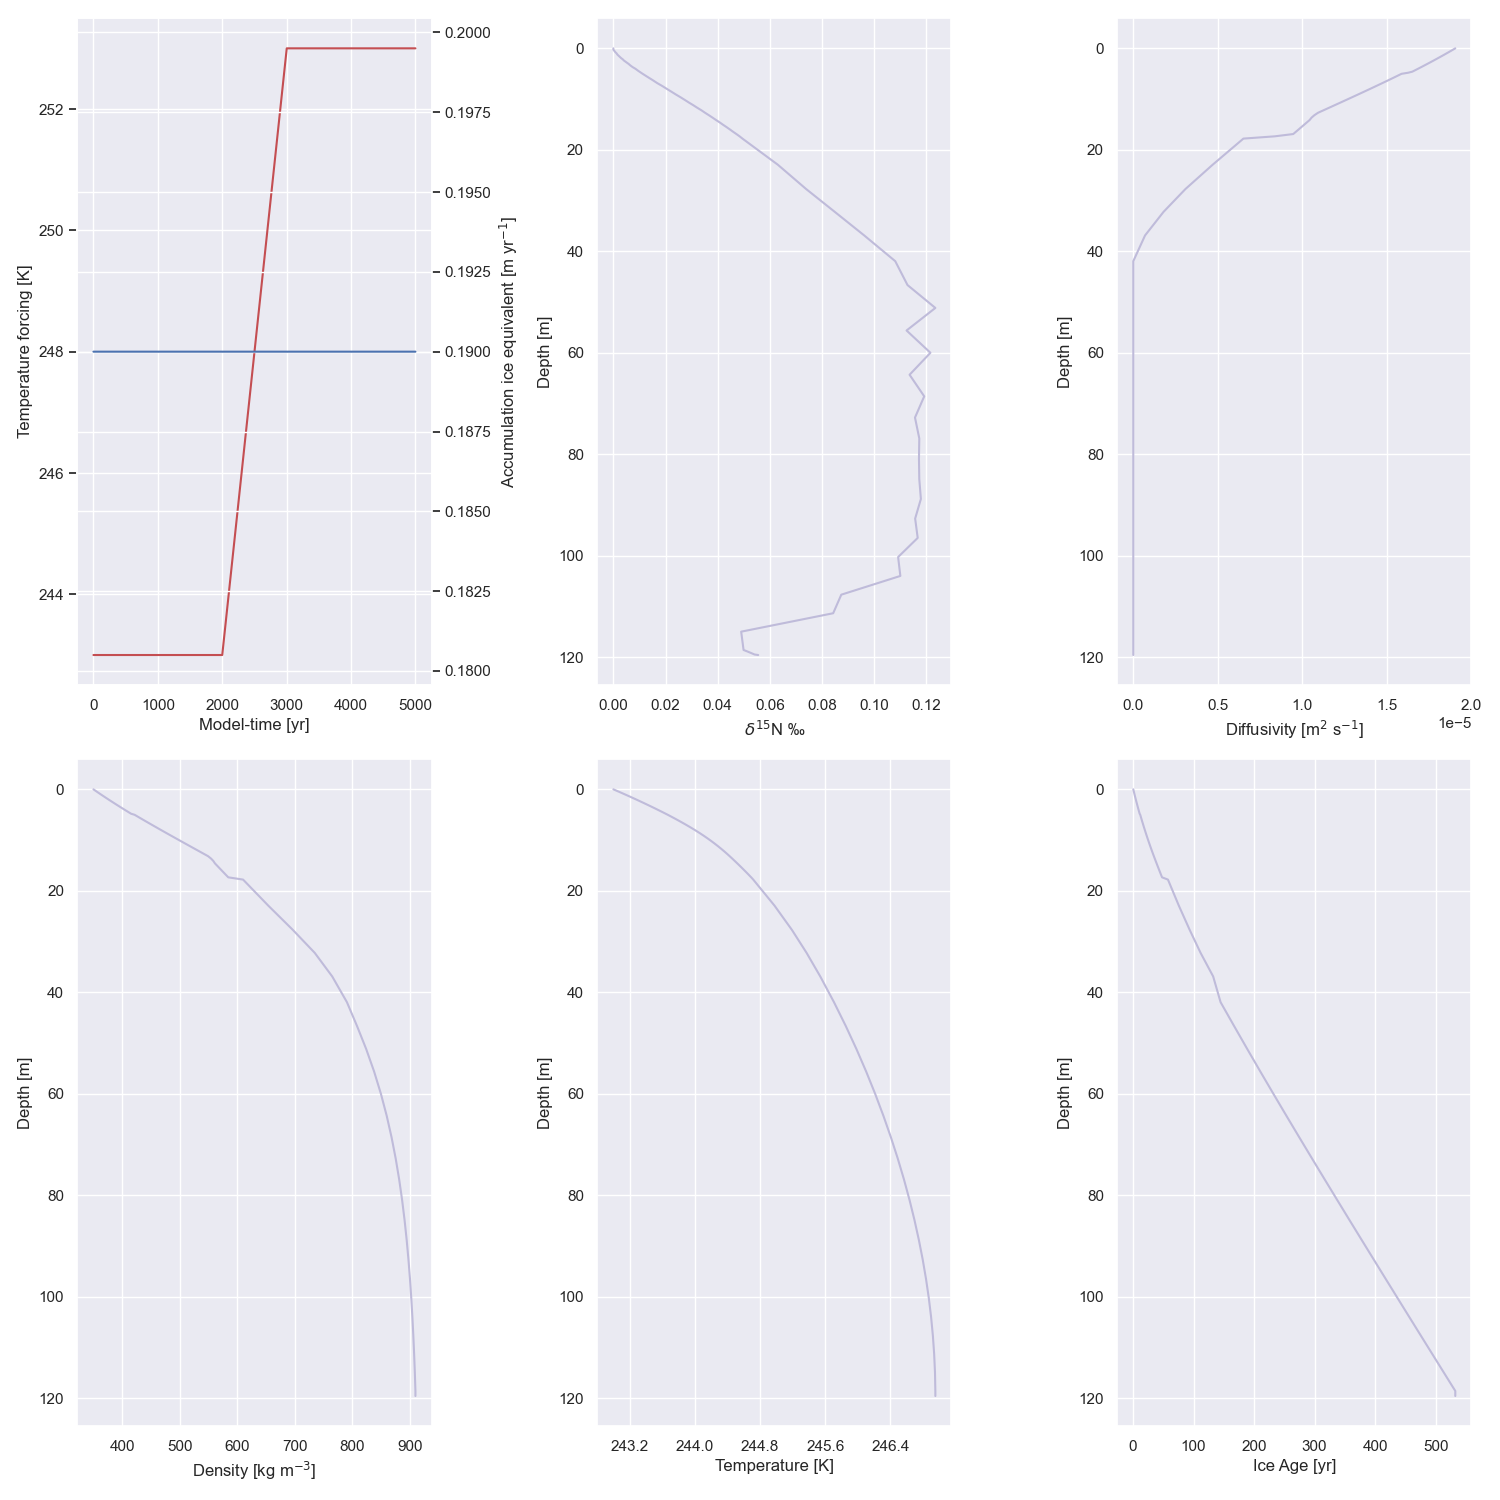 Temperature forcing [K]
252
250
248
246
244
0.2000
0.1975
0.1950
0.1925
0.1900
0.1875
0.1850
0.1825
0.1800
Accumulation ice equivalent [m yr⁻¹]
0 1000 2000 3000 4000 5000
Model-time [yr]
Depth [m]
0
20
40
60
80
100
120
0.00 0.02 0.04 0.06 0.08 0.10 0.12
δ¹⁵N ‰
Depth [m]
0
20
40
60
80
100
120
0.0 0.5 1.0 1.5 2.0
1e−5
Diffusivity [m² s⁻¹]
Depth [m]
0
20
40
60
80
100
120
400 500 600 700 800 900
Density [kg m⁻³]
Depth [m]
0
20
40
60
80
100
120
243.2 244.0 244.8 245.6 246.4
Temperature [K]
Depth [m]
0
20
40
60
80
100
120
0 100 200 300 400 500
Ice Age [yr]